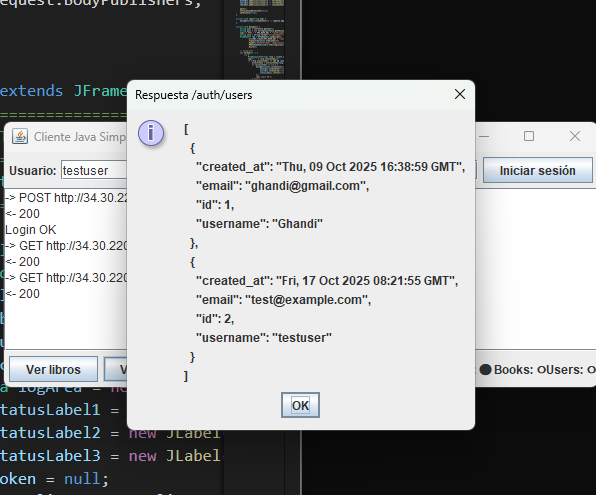 equest.BodyPublishers;
extends JFrame
Respuesta /auth/users
[
{
"created_at": "Thu, 09 Oct 2025 16:38:59 GMT",
"email": "ghandi@gmail.com",
"id": 1,
"username": "Ghandi"
},
{
"created_at": "Fri, 17 Oct 2025 08:21:55 GMT",
"email": "test@example.com",
"id": 2,
"username": "testuser"
}
]
OK
Cliente Java Simp
Usuario: testuser
Iniciar sesión
-> POST http://34.30.22
<- 200
Login OK
-> GET http://34.30.220
<- 200
-> GET http://34.30.220
<- 200
Ver libros
V
Books: Users:
a logArea = ne
tatusLabel1 =
tatusLabel2 = new JLabel
tatusLabel3 = new JLabel
oken = null;